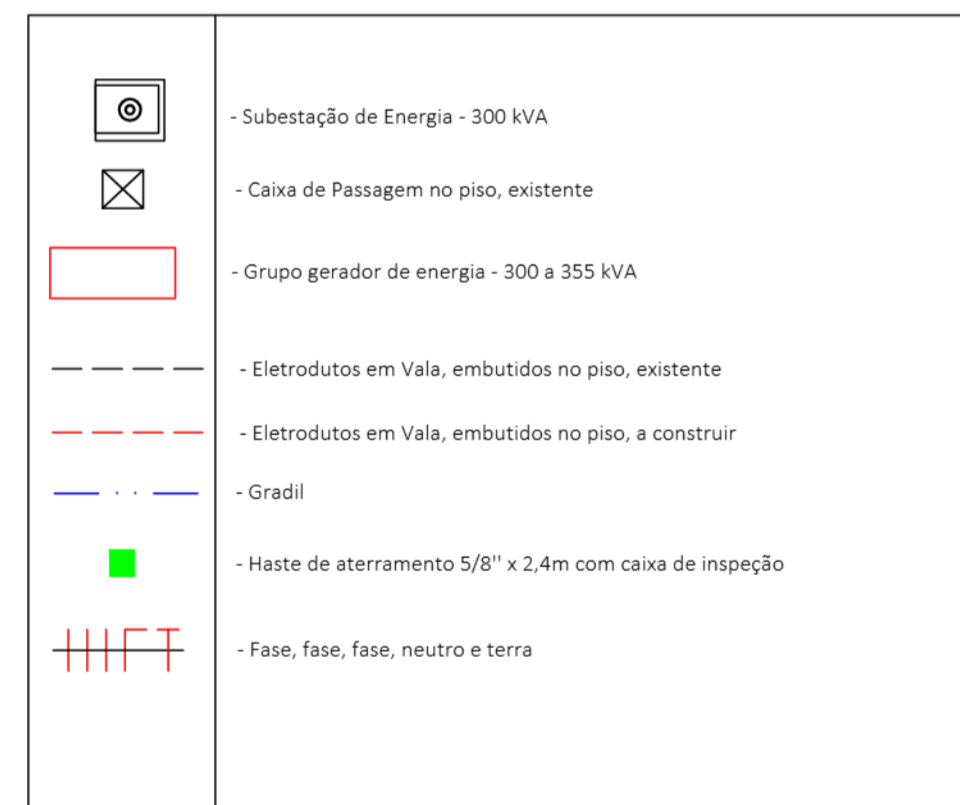 - Subestação de Energia - 300 kVA
- Caixa de Passagem no piso, existente
- Grupo gerador de energia - 300 a 355 kVA
- Eletrodutos em Vala, embutidos no piso, existente
- Eletrodutos em Vala, embutidos no piso, a construir
- Gradil
- Haste de aterramento 5/8'' x 2,4m com caixa de inspeção
- Fase, fase, fase, neutro e terra